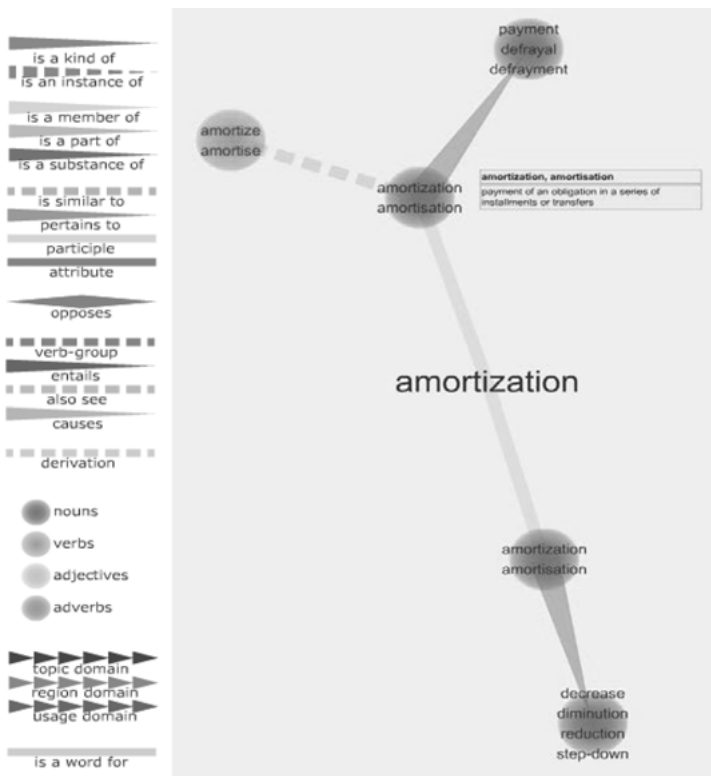 is a kind of
is an instance of
is a member of
is a part of
is a substance of
is similar to
pertains to
participle
attribute
opposes
verb-group
entails
also see
causes
derivation
nouns
verbs
adjectives
adverbs
topic domain
region domain
usage domain
is a word for
payment
defrayal
defrayment
amortize
amortise
amortization
amortisation
amortization, amortisation
payment of an obligation in a series of
installments or transfers
amortization
amortization
amortisation
decrease
diminution
reduction
step-down